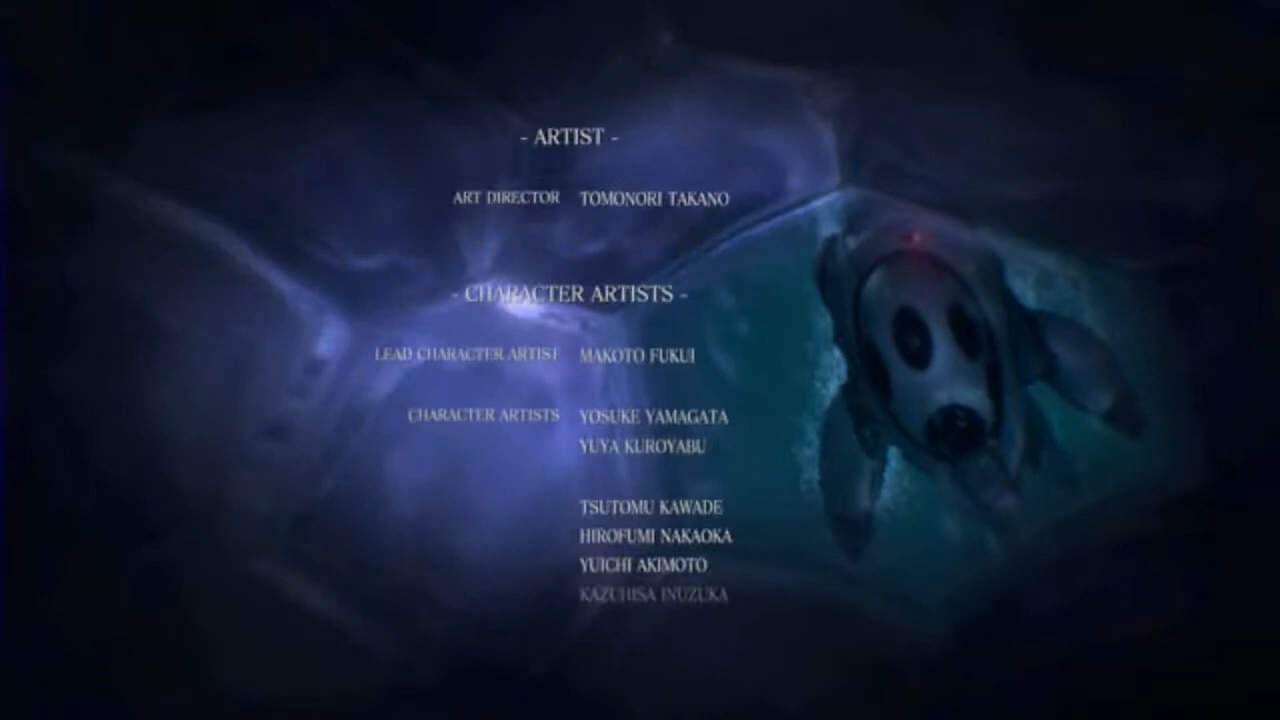 - ARTIST -
ART DIRECTOR TOMONORI TAKANO
- CHARACTER ARTISTS -
LEAD CHARACTER ARTIST MAKOTO FUKUI
CHARACTER ARTISTS YOSUKE YAMAGATA
YUYA KUROYABU
TSUTOMU KAWADE
HIROFUMI NAKAOKA
YUICHI AKIMOTO
KAZUHISA INUZUKA